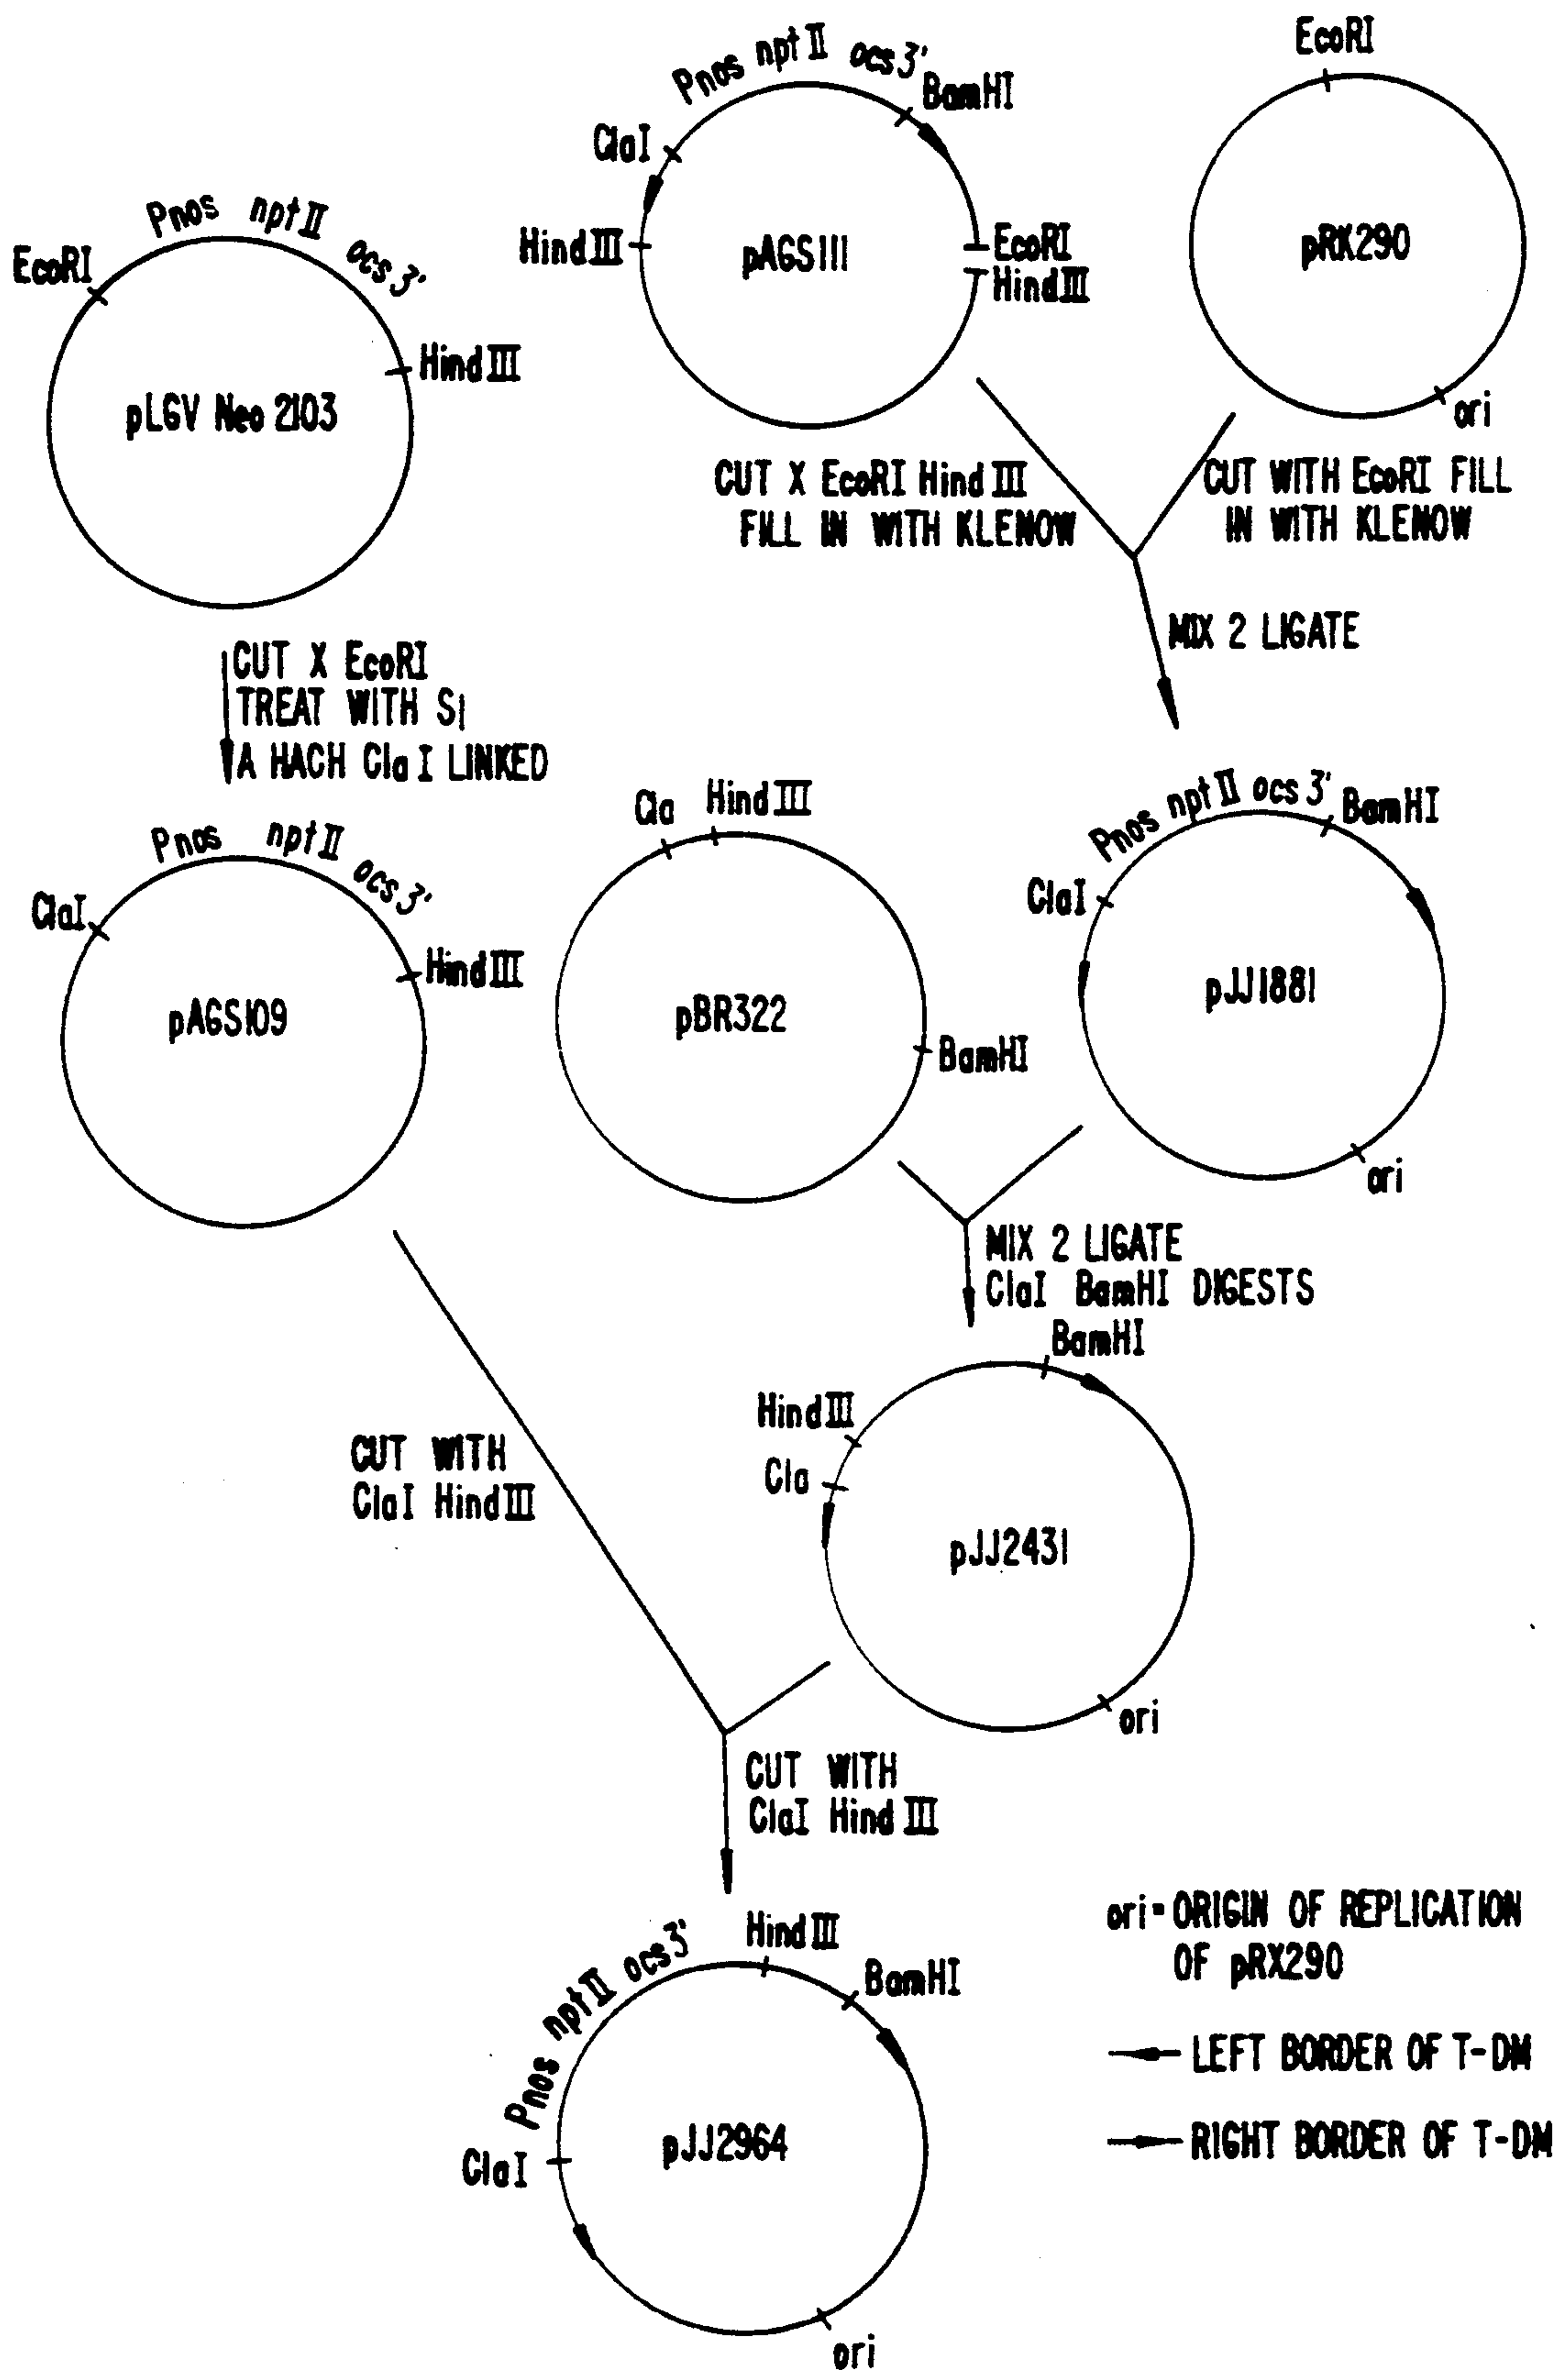 EcoRI
Pnos nptII ocs3'
HindIII
pLGV Neo 2103
CUT X EcoRI
TREAT WITH S1
A HACH ClaI LINKED
Pnos nptII ocs3'
BamHI
ClaI
HindIII
EcoRI
HindIII
pAGS111
CUT X EcoRI HindIII
FILL IN WITH KLENOW
EcoRI
pRK290
ori
CUT WITH EcoRI FILL
IN WITH KLENOW
MIX 2 LIGATE
Pnos nptII ocs3'
ClaI
HindIII
pAGS109
Cla HindIII
pBR322
BamHI
Pnos nptII ocs3'
BamHI
ClaI
pJJ1881
ori
MIX 2 LIGATE
ClaI BamHI DIGESTS
BamHI
HindIII
Cla
pJJ2431
ori
CUT WITH
ClaI HindIII
CUT WITH
ClaI HindIII
Pnos nptII ocs3'
HindIII
BamHI
ClaI
pJJ2964
ori
ori = ORIGIN OF REPLICATION
OF pRX290
LEFT BORDER OF T-DM
RIGHT BORDER OF T-DM